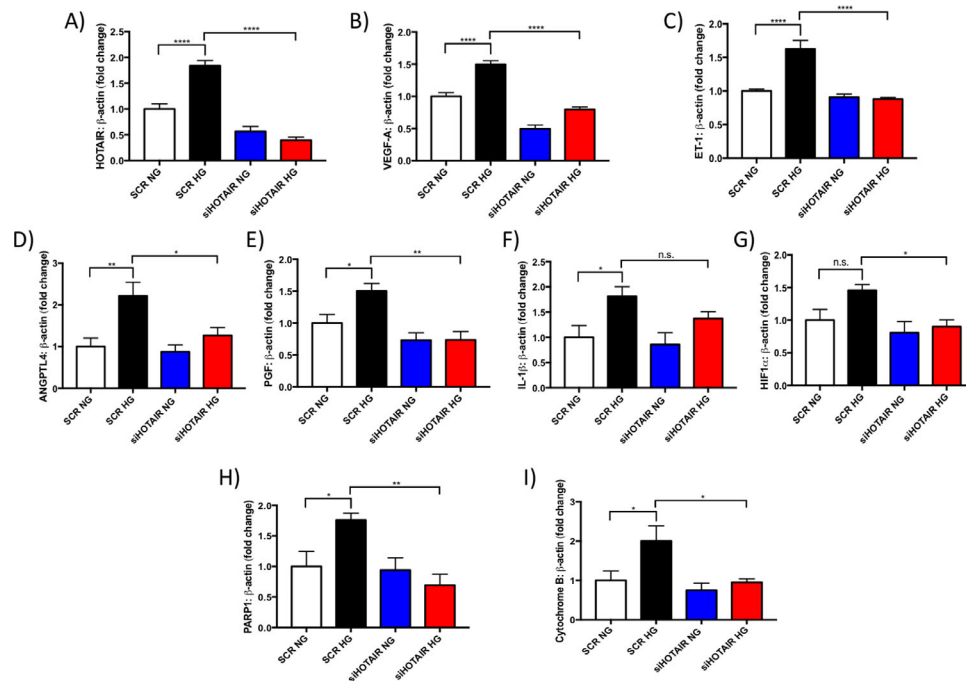 A)
HOTAIR: β-actin (fold change)
2.5
2.0
1.5
1.0
0.5
0.0
****
****
SCR NG
SCR HG
siHOTAIR NG
siHOTAIR HG
B)
VEGF-A: β-actin (fold change)
2.0
1.5
1.0
0.5
0.0
****
****
SCR NG
SCR HG
siHOTAIR NG
siHOTAIR HG
C)
ET-1: β-actin (fold change)
2.0
1.5
1.0
0.5
0.0
****
****
SCR NG
SCR HG
siHOTAIR NG
siHOTAIR HG
D)
ANGPTL4: β-actin (fold change)
3
2
1
0
**
*
SCR NG
SCR HG
siHOTAIR NG
siHOTAIR HG
E)
PGF: β-actin (fold change)
2.0
1.5
1.0
0.5
0.0
*
**
SCR NG
SCR HG
siHOTAIR NG
siHOTAIR HG
F)
IL-1β: β-actin (fold change)
2.5
2.0
1.5
1.0
0.5
0.0
*
n.s.
SCR NG
SCR HG
siHOTAIR NG
siHOTAIR HG
G)
HIF1α: β-actin (fold change)
2.0
1.5
1.0
0.5
0.0
n.s.
*
SCR NG
SCR HG
siHOTAIR NG
siHOTAIR HG
H)
PARP1: β-actin (fold change)
2.0
1.5
1.0
0.5
0.0
*
**
SCR NG
SCR HG
siHOTAIR NG
siHOTAIR HG
I)
Cytochrome B: β-actin (fold change)
3
2
1
0
*
*
SCR NG
SCR HG
siHOTAIR NG
siHOTAIR HG